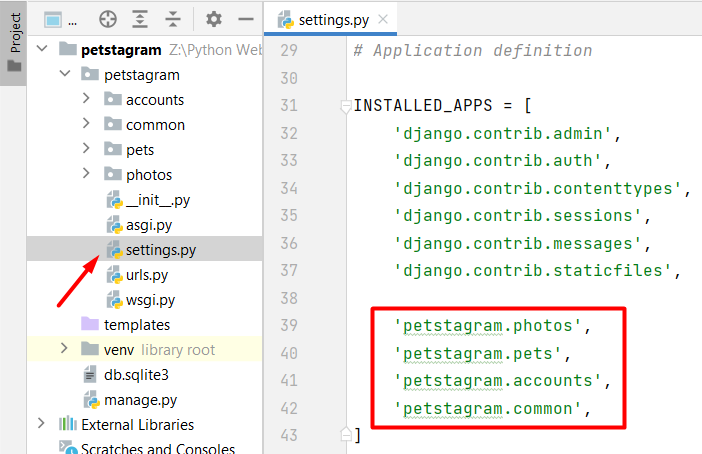 Project
...
petstagram Z:\Python Web
petstagram
accounts
common
pets
photos
__init__.py
asgi.py
settings.py
urls.py
wsgi.py
templates
venv library root
db.sqlite3
manage.py
External Libraries
Scratches and Consoles
settings.py
29 # Application definition
30
31 INSTALLED_APPS = [
32 'django.contrib.admin',
33 'django.contrib.auth',
34 'django.contrib.contenttypes',
35 'django.contrib.sessions',
36 'django.contrib.messages',
37 'django.contrib.staticfiles',
38
39 'petstagram.photos',
40 'petstagram.pets',
41 'petstagram.accounts',
42 'petstagram.common',
43 ]